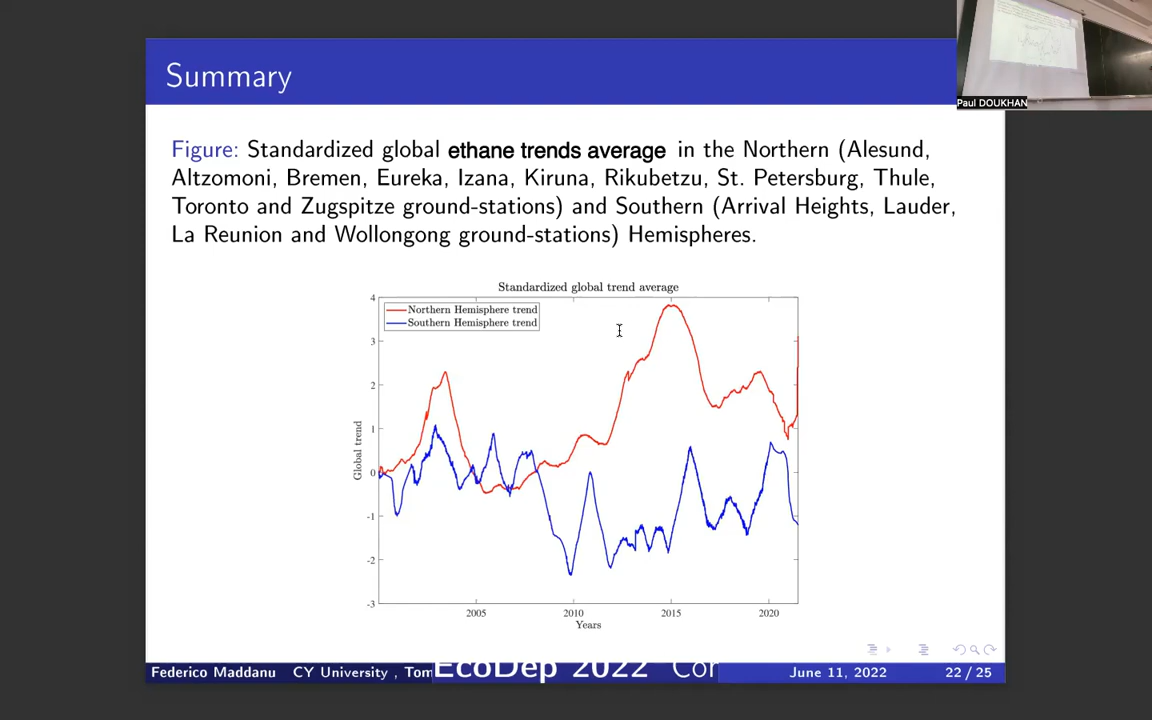 Paul DOUKHAN
Summary
Figure: Standardized global ethane trends average in the Northern (Alesund,
Altzomoni, Bremen, Eureka, Izana, Kiruna, Rikubetzu, St. Petersburg, Thule,
Toronto and Zugspitze ground-stations) and Southern (Arrival Heights, Lauder,
La Reunion and Wollongong ground-stations) Hemispheres.
Standardized global trend average
Northern Hemisphere trend
Southern Hemisphere trend
4
3
2
1
0
-1
-2
-3
Global trend
2005 2010 2015 2020
Years
Federico Maddanu CY University , Tom EcoDep 2022 Cor June 11, 2022 22 / 25